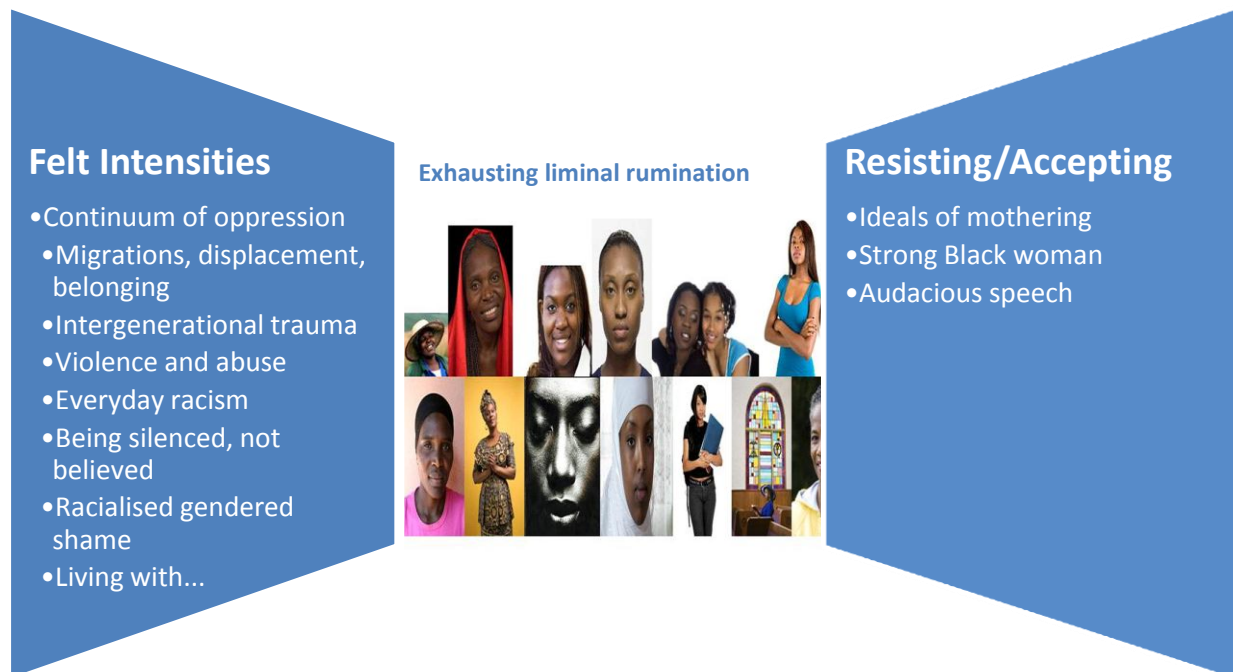 Felt Intensities
•Continuum of oppression
•Migrations, displacement,
belonging
•Intergenerational trauma
•Violence and abuse
•Everyday racism
•Being silenced, not
believed
•Racialised gendered
shame
•Living with...
Exhausting liminal rumination
Resisting/Accepting
•Ideals of mothering
•Strong Black woman
•Audacious speech